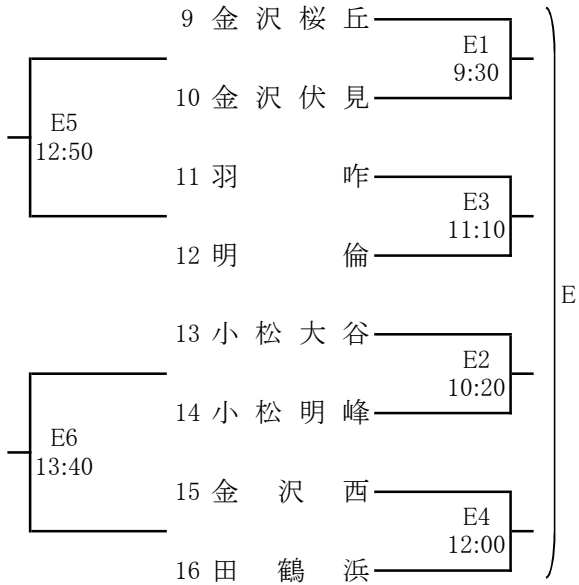 9 金沢桜丘
E1
9:30
10 金沢伏見
E5
12:50
11 羽咋
E3
11:10
12 明倫
E
13 小松大谷
E2
10:20
14 小松明峰
E6
13:40
15 金沢西
E4
12:00
16 田鶴浜